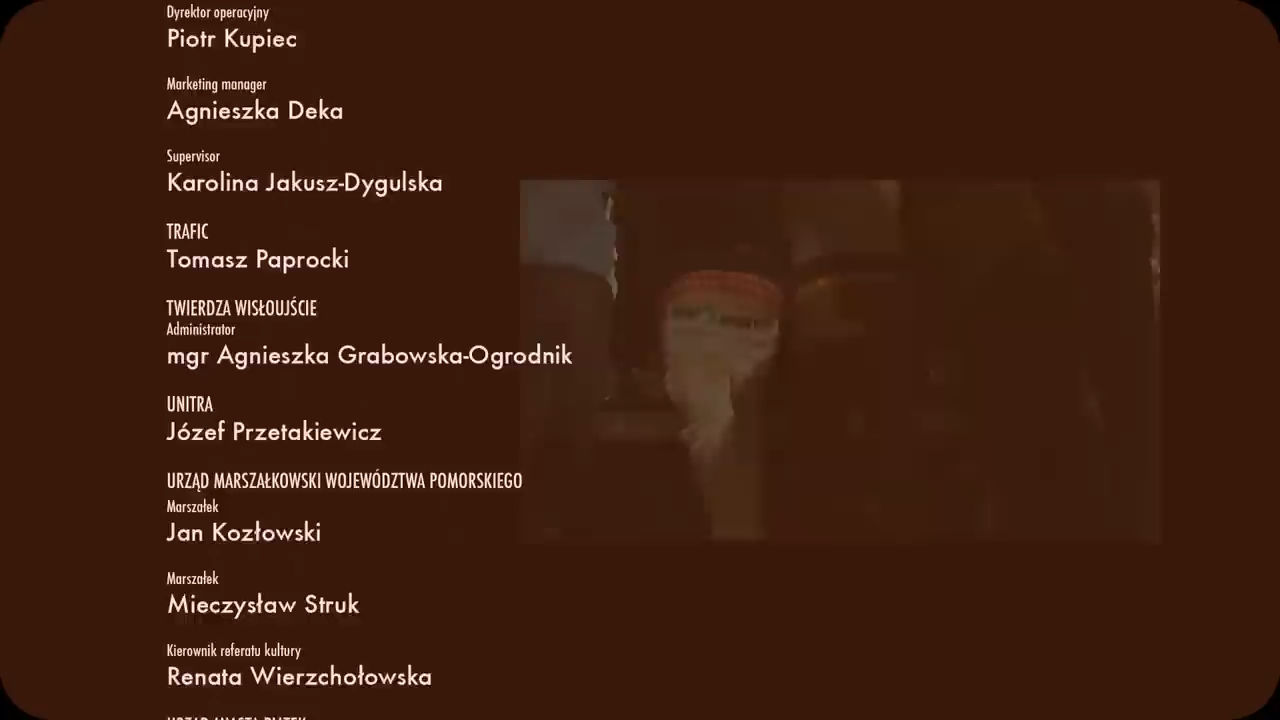 Dyrektor operacyjny
Piotr Kupiec
Marketing manager
Agnieszka Deka
Supervisor
Karolina Jakusz-Dygulska
TRAFIC
Tomasz Paprocki
TWIERDZA WISŁOUJŚCIE
Administrator
mgr Agnieszka Grabowska-Ogrodnik
UNITRA
Józef Przetakiewicz
URZĄD MARSZAŁKOWSKI WOJEWÓDZTWA POMORSKIEGO
Marszałek
Jan Kozłowski
Marszałek
Mieczysław Struk
Kierownik referatu kultury
Renata Wierzchołowska